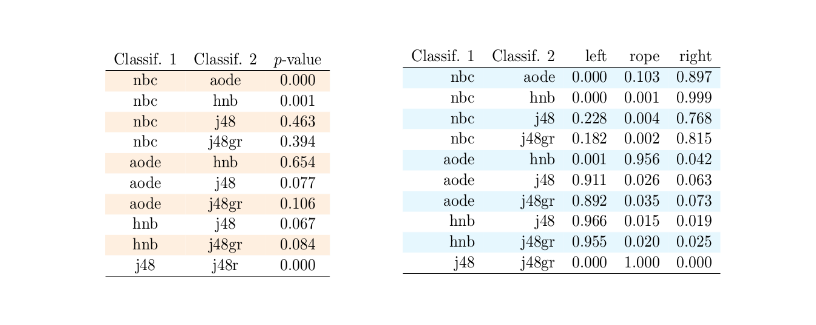 Classif. 1 Classif. 2 p-value
nbc aode 0.000
nbc hnb 0.001
nbc j48 0.463
nbc j48gr 0.394
aode hnb 0.654
aode j48 0.077
aode j48gr 0.106
hnb j48 0.067
hnb j48gr 0.084
j48 j48r 0.000
Classif. 1 Classif. 2 left rope right
nbc aode 0.000 0.103 0.897
nbc hnb 0.000 0.001 0.999
nbc j48 0.228 0.004 0.768
nbc j48gr 0.182 0.002 0.815
aode hnb 0.001 0.956 0.042
aode j48 0.911 0.026 0.063
aode j48gr 0.892 0.035 0.073
hnb j48 0.966 0.015 0.019
hnb j48gr 0.955 0.020 0.025
j48 j48gr 0.000 1.000 0.000